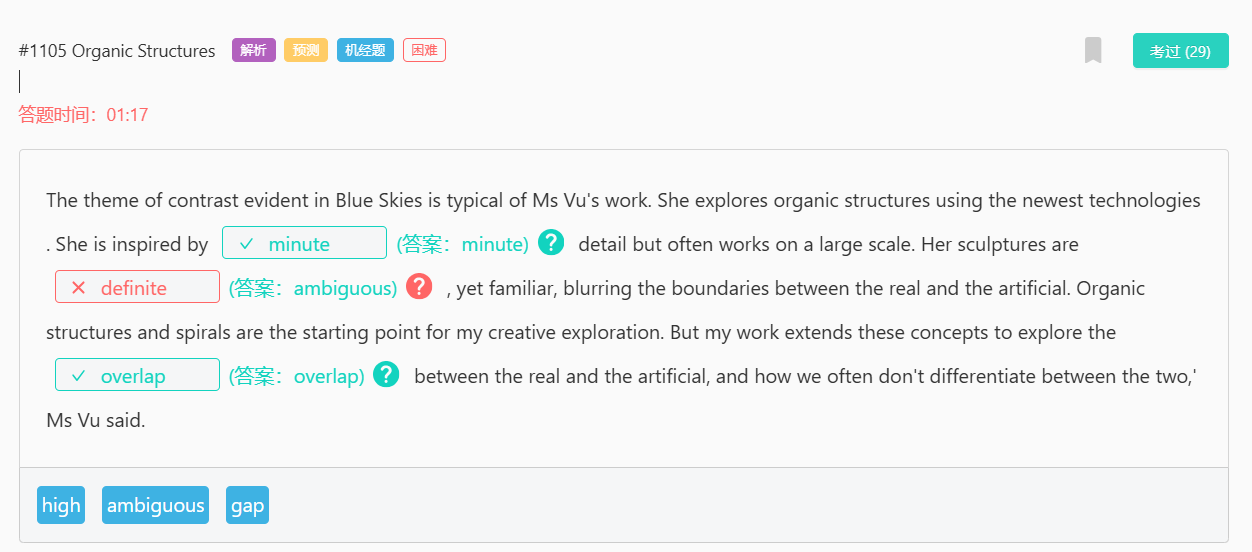 #1105 Organic Structures 解析 预测 机经题 困难 考过 (29)
答题时间：01:17
The theme of contrast evident in Blue Skies is typical of Ms Vu's work. She explores organic structures using the newest technologies
. She is inspired by ✓ minute (答案：minute) ? detail but often works on a large scale. Her sculptures are
✕ definite (答案：ambiguous) ? , yet familiar, blurring the boundaries between the real and the artificial. Organic
structures and spirals are the starting point for my creative exploration. But my work extends these concepts to explore the
✓ overlap (答案：overlap) ? between the real and the artificial, and how we often don't differentiate between the two,'
Ms Vu said.
high ambiguous gap